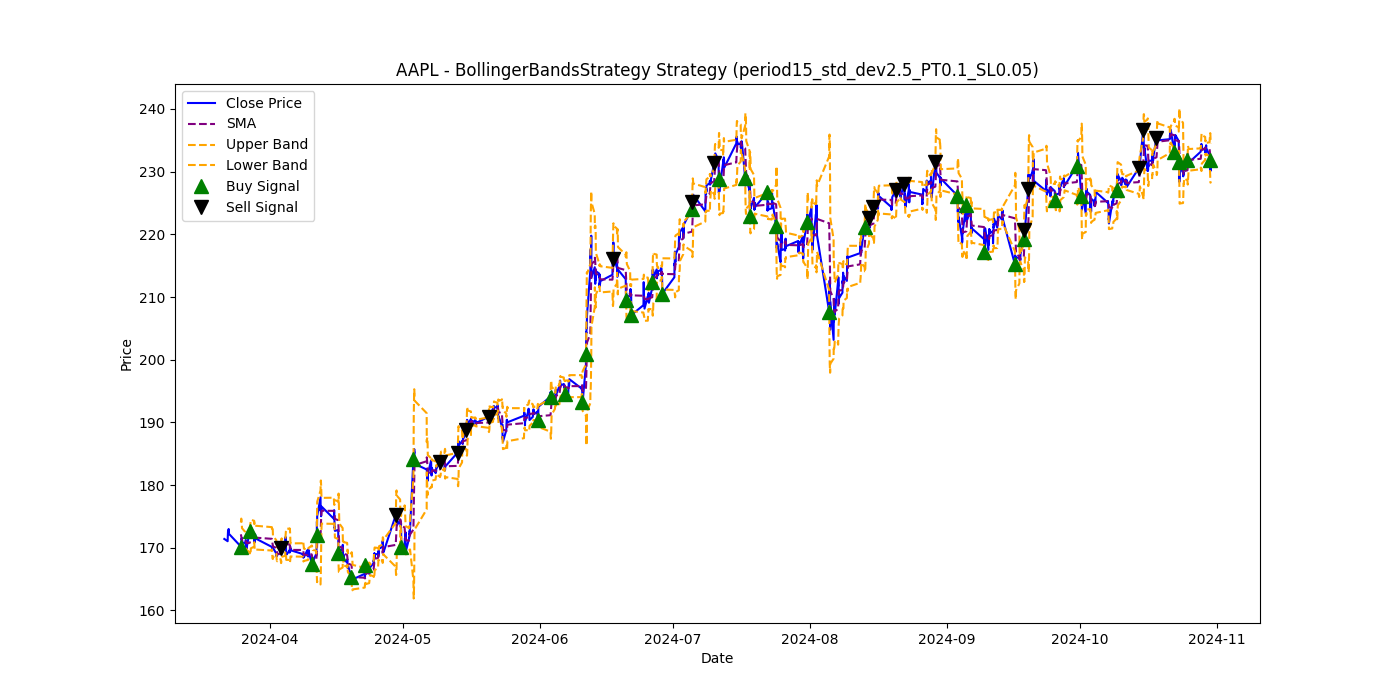 AAPL - BollingerBandsStrategy Strategy (period15_std_dev2.5_PT0.1_SL0.05)
Close Price
SMA
Upper Band
Lower Band
Buy Signal
Sell Signal
240
230
220
210
200
190
180
170
160
Price
2024-04 2024-05 2024-06 2024-07 2024-08 2024-09 2024-10 2024-11
Date